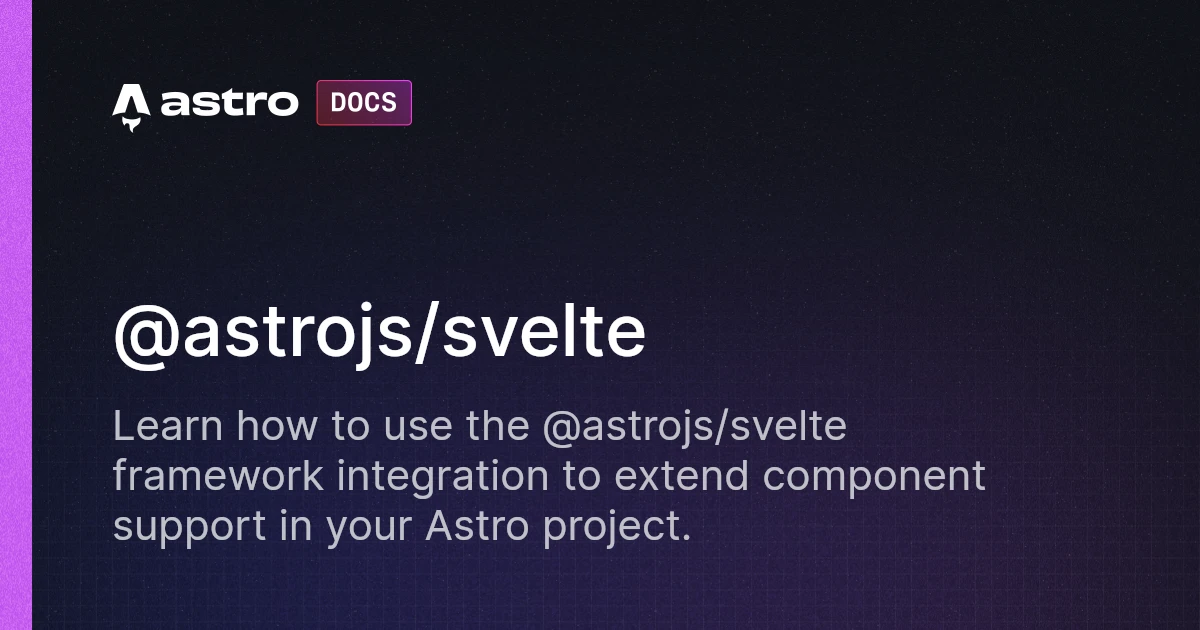 astro DOCS
@astrojs/svelte
Learn how to use the @astrojs/svelte
framework integration to extend component
support in your Astro project.